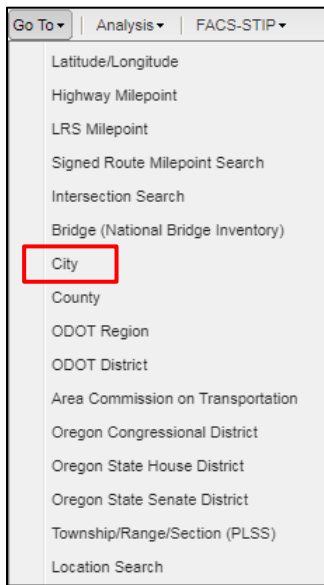 Go To▾ | Analysis▾ | FACS-STIP▾
Latitude/Longitude
Highway Milepoint
LRS Milepoint
Signed Route Milepoint Search
Intersection Search
Bridge (National Bridge Inventory)
City
County
ODOT Region
ODOT District
Area Commission on Transportation
Oregon Congressional District
Oregon State House District
Oregon State Senate District
Township/Range/Section (PLSS)
Location Search